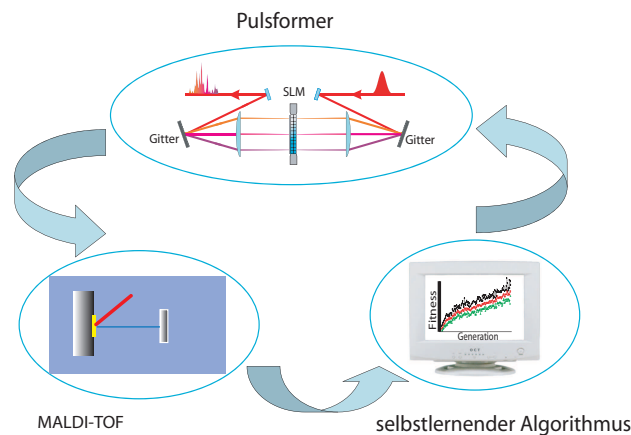 Pulsformer
SLM
Gitter
Gitter
Fitness
Generation
MALDI-TOF
selbstlernender Algorithmus